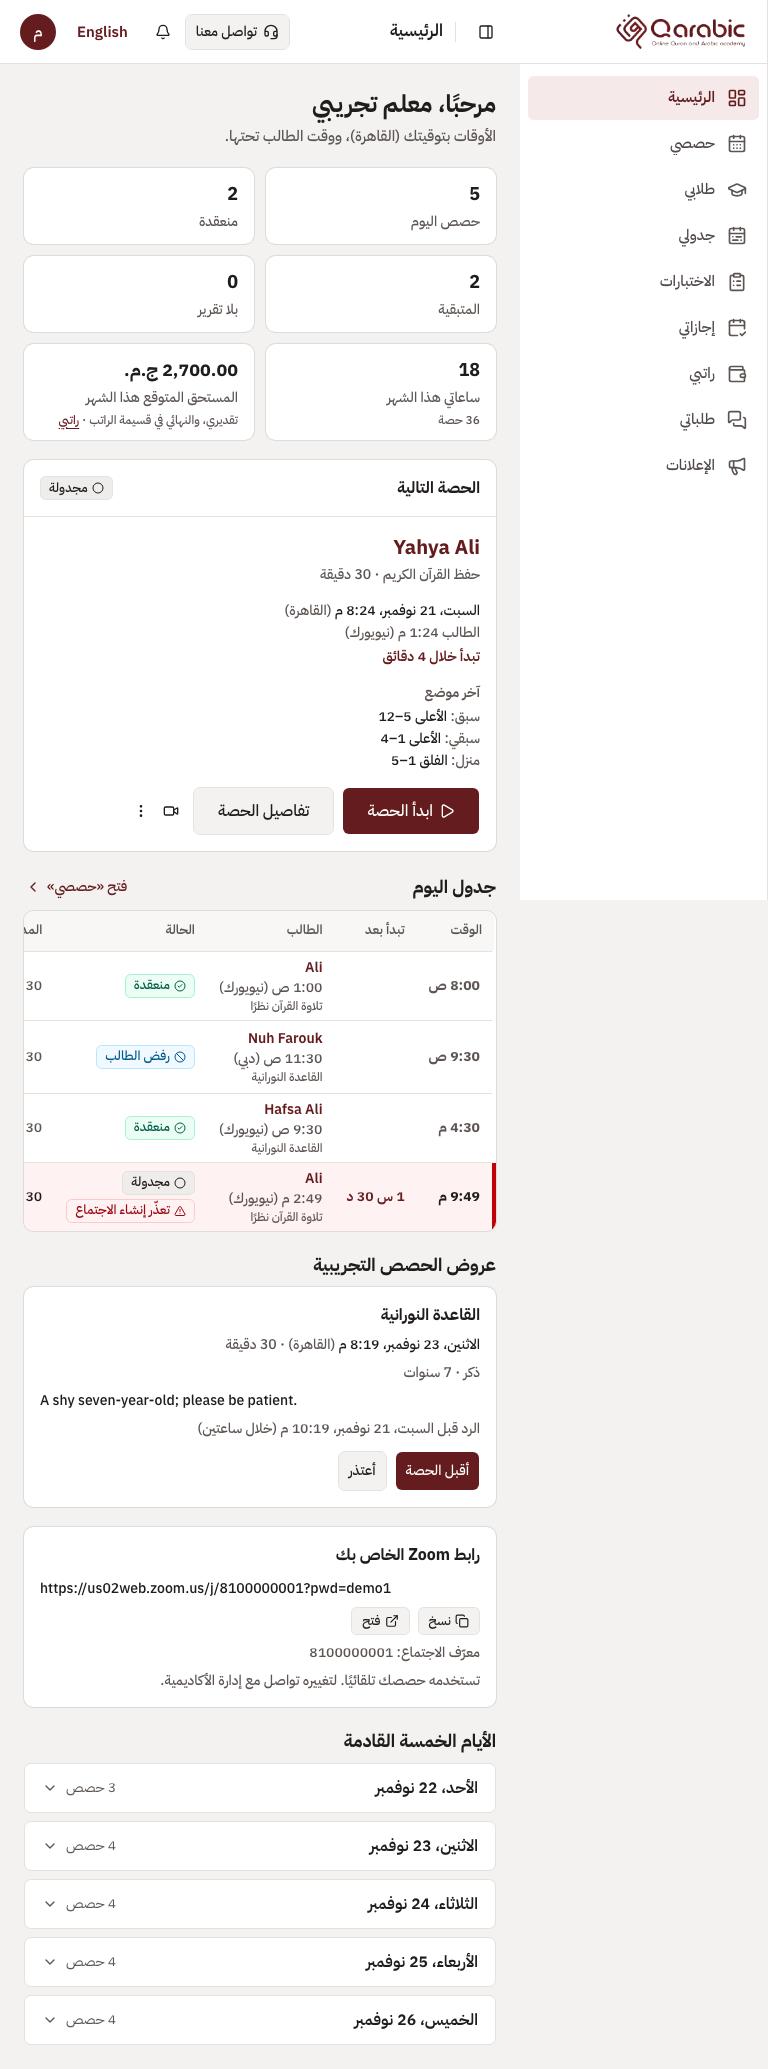 Qarabic
Online Quran and Arabic academy
الرئيسية
تواصل معنا
English
م
الرئيسية
حصصي
طلابي
جدولي
الاختبارات
إجازاتي
راتبي
طلباتي
الإعلانات
مرحبًا، معلم تجريبي
الأوقات بتوقيتك (القاهرة)، ووقت الطالب تحتها.
5
حصص اليوم
2
منعقدة
2
المتبقية
0
بلا تقرير
18
ساعاتي هذا الشهر
36 حصة
2,700.00 ج.م.
المستحق المتوقع هذا الشهر
تقديري، والنهائي في قسيمة الراتب · راتبي
الحصة التالية
مجدولة
Yahya Ali
حفظ القرآن الكريم · 30 دقيقة
السبت، 21 نوفمبر، 8:24 م (القاهرة)
الطالب 1:24 م (نيويورك)
تبدأ خلال 4 دقائق
آخر موضع
سبق: الأعلى 5–12
سبقي: الأعلى 1–4
منزل: الفلق 1–5
ابدأ الحصة
تفاصيل الحصة
جدول اليوم
فتح «حصصي»
الوقت تبدأ بعد الطالب الحالة المد
8:00 ص
Ali
1:00 ص (نيويورك)
تلاوة القرآن نظرًا
منعقدة
30
9:30 ص
Nuh Farouk
11:30 ص (دبي)
القاعدة النورانية
رفض الطالب
30
4:30 م
Hafsa Ali
9:30 ص (نيويورك)
القاعدة النورانية
منعقدة
30
9:49 م
1 س 30 د
Ali
2:49 م (نيويورك)
تلاوة القرآن نظرًا
مجدولة
تعذّر إنشاء الاجتماع
30
عروض الحصص التجريبية
القاعدة النورانية
الاثنين، 23 نوفمبر، 8:19 م (القاهرة) · 30 دقيقة
ذكر · 7 سنوات
A shy seven-year-old; please be patient.
الرد قبل السبت، 21 نوفمبر، 10:19 م (خلال ساعتين)
أقبل الحصة
أعتذر
رابط Zoom الخاص بك
https://us02web.zoom.us/j/8100000001?pwd=demo1
نسخ
فتح
معرّف الاجتماع: 8100000001
تستخدمه حصصك تلقائيًا. لتغييره تواصل مع إدارة الأكاديمية.
الأيام الخمسة القادمة
الأحد، 22 نوفمبر
3 حصص
الاثنين، 23 نوفمبر
4 حصص
الثلاثاء، 24 نوفمبر
4 حصص
الأربعاء، 25 نوفمبر
4 حصص
الخميس، 26 نوفمبر
4 حصص